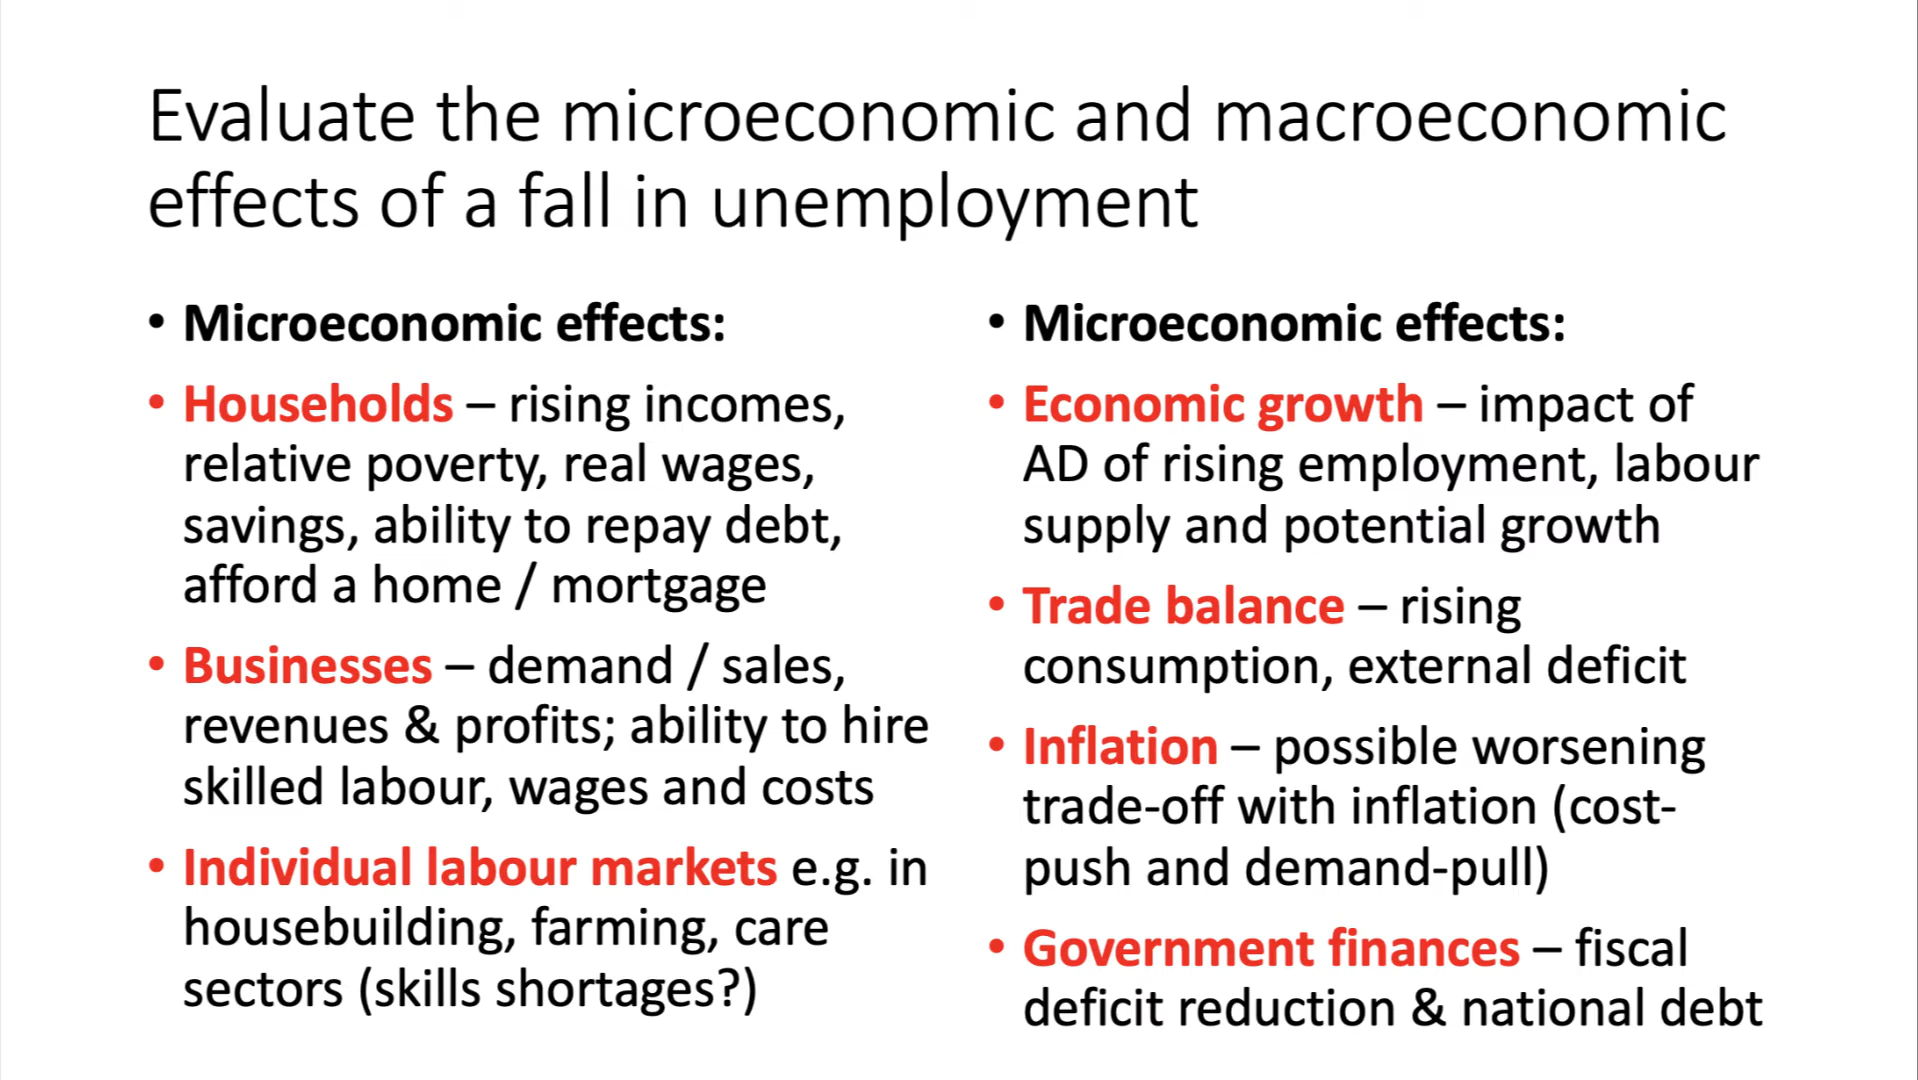 Evaluate the microeconomic and macroeconomic
effects of a fall in unemployment
• Microeconomic effects:
• Households – rising incomes,
relative poverty, real wages,
savings, ability to repay debt,
afford a home / mortgage
• Businesses – demand / sales,
revenues & profits; ability to hire
skilled labour, wages and costs
• Individual labour markets e.g. in
housebuilding, farming, care
sectors (skills shortages?)
• Microeconomic effects:
• Economic growth – impact of
AD of rising employment, labour
supply and potential growth
• Trade balance – rising
consumption, external deficit
• Inflation – possible worsening
trade-off with inflation (cost-
push and demand-pull)
• Government finances – fiscal
deficit reduction & national debt